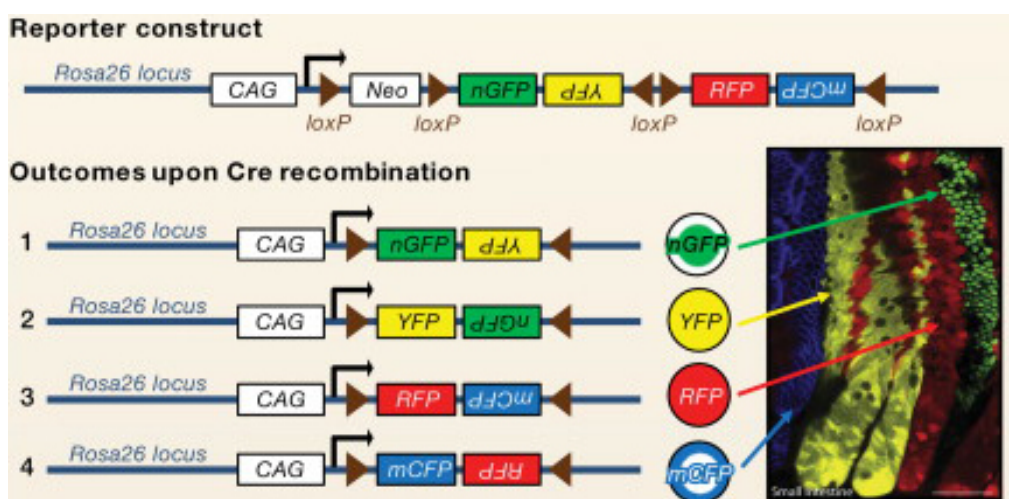 Reporter construct
Rosa26 locus CAG Neo nGFP YFP RFP mCFP
loxP loxP loxP loxP
Outcomes upon Cre recombination
1 Rosa26 locus CAG nGFP YFP nGFP
2 Rosa26 locus CAG YFP nGFP YFP
3 Rosa26 locus CAG RFP mCFP RFP
4 Rosa26 locus CAG mCFP RFP mCFP
Small intestine